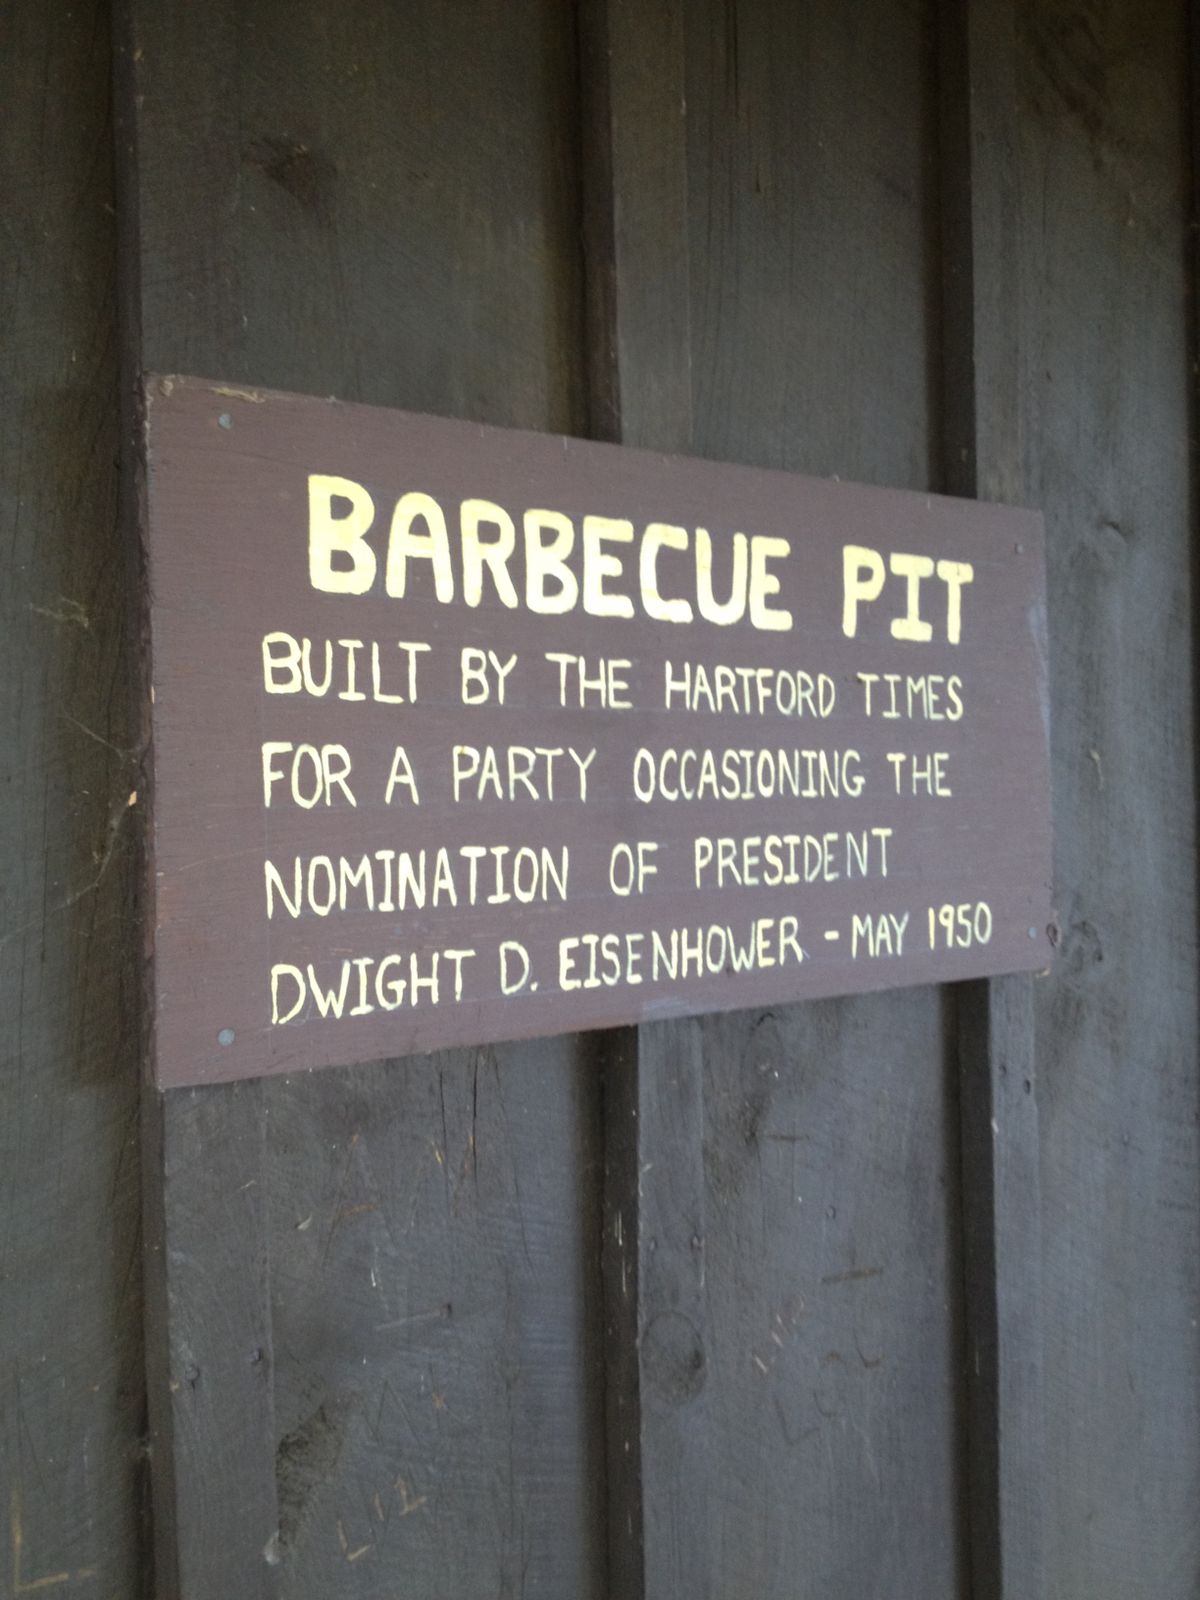 BARBECUE PIT
BUILT BY THE HARTFORD TIMES
FOR A PARTY OCCASIONING THE
NOMINATION OF PRESIDENT
DWIGHT D. EISENHOWER - MAY 1950